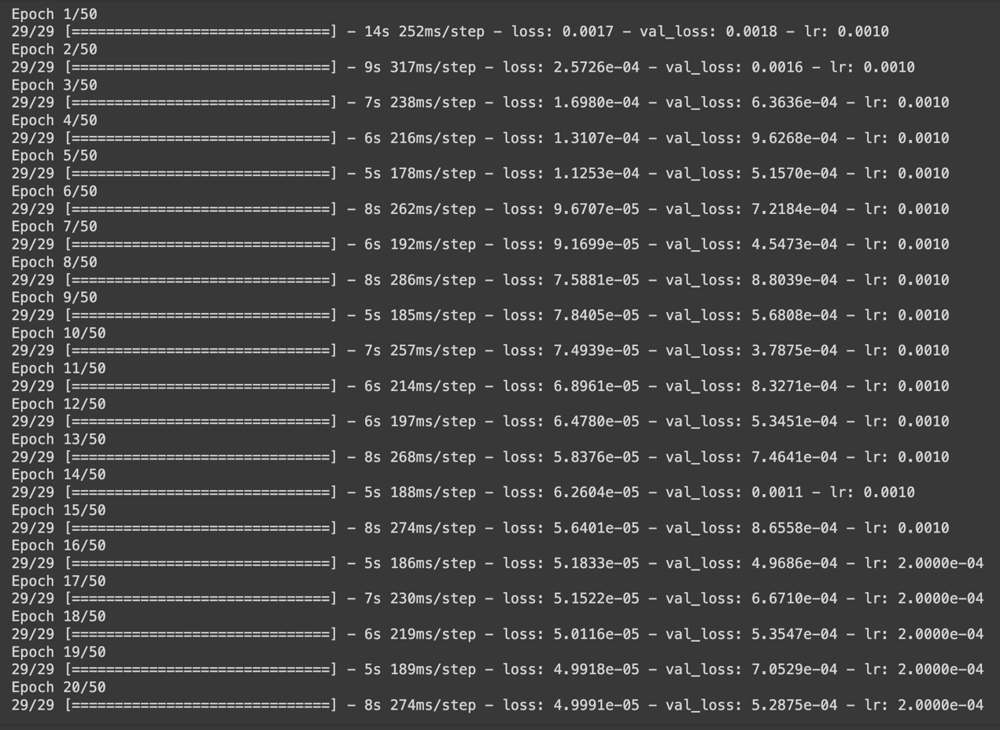 Epoch 1/50
29/29 [==============================] - 14s 252ms/step - loss: 0.0017 - val_loss: 0.0018 - lr: 0.0010
Epoch 2/50
29/29 [==============================] - 9s 317ms/step - loss: 2.5726e-04 - val_loss: 0.0016 - lr: 0.0010
Epoch 3/50
29/29 [==============================] - 7s 238ms/step - loss: 1.6980e-04 - val_loss: 6.3636e-04 - lr: 0.0010
Epoch 4/50
29/29 [==============================] - 6s 216ms/step - loss: 1.3107e-04 - val_loss: 9.6268e-04 - lr: 0.0010
Epoch 5/50
29/29 [==============================] - 5s 178ms/step - loss: 1.1253e-04 - val_loss: 5.1570e-04 - lr: 0.0010
Epoch 6/50
29/29 [==============================] - 8s 262ms/step - loss: 9.6707e-05 - val_loss: 7.2184e-04 - lr: 0.0010
Epoch 7/50
29/29 [==============================] - 6s 192ms/step - loss: 9.1699e-05 - val_loss: 4.5473e-04 - lr: 0.0010
Epoch 8/50
29/29 [==============================] - 8s 286ms/step - loss: 7.5881e-05 - val_loss: 8.8039e-04 - lr: 0.0010
Epoch 9/50
29/29 [==============================] - 5s 185ms/step - loss: 7.8405e-05 - val_loss: 5.6808e-04 - lr: 0.0010
Epoch 10/50
29/29 [==============================] - 7s 257ms/step - loss: 7.4939e-05 - val_loss: 3.7875e-04 - lr: 0.0010
Epoch 11/50
29/29 [==============================] - 6s 214ms/step - loss: 6.8961e-05 - val_loss: 8.3271e-04 - lr: 0.0010
Epoch 12/50
29/29 [==============================] - 6s 197ms/step - loss: 6.4780e-05 - val_loss: 5.3451e-04 - lr: 0.0010
Epoch 13/50
29/29 [==============================] - 8s 268ms/step - loss: 5.8376e-05 - val_loss: 7.4641e-04 - lr: 0.0010
Epoch 14/50
29/29 [==============================] - 5s 188ms/step - loss: 6.2604e-05 - val_loss: 0.0011 - lr: 0.0010
Epoch 15/50
29/29 [==============================] - 8s 274ms/step - loss: 5.6401e-05 - val_loss: 8.6558e-04 - lr: 0.0010
Epoch 16/50
29/29 [==============================] - 5s 186ms/step - loss: 5.1833e-05 - val_loss: 4.9686e-04 - lr: 2.0000e-04
Epoch 17/50
29/29 [==============================] - 7s 230ms/step - loss: 5.1522e-05 - val_loss: 6.6710e-04 - lr: 2.0000e-04
Epoch 18/50
29/29 [==============================] - 6s 219ms/step - loss: 5.0116e-05 - val_loss: 5.3547e-04 - lr: 2.0000e-04
Epoch 19/50
29/29 [==============================] - 5s 189ms/step - loss: 4.9918e-05 - val_loss: 7.0529e-04 - lr: 2.0000e-04
Epoch 20/50
29/29 [==============================] - 8s 274ms/step - loss: 4.9991e-05 - val_loss: 5.2875e-04 - lr: 2.0000e-04